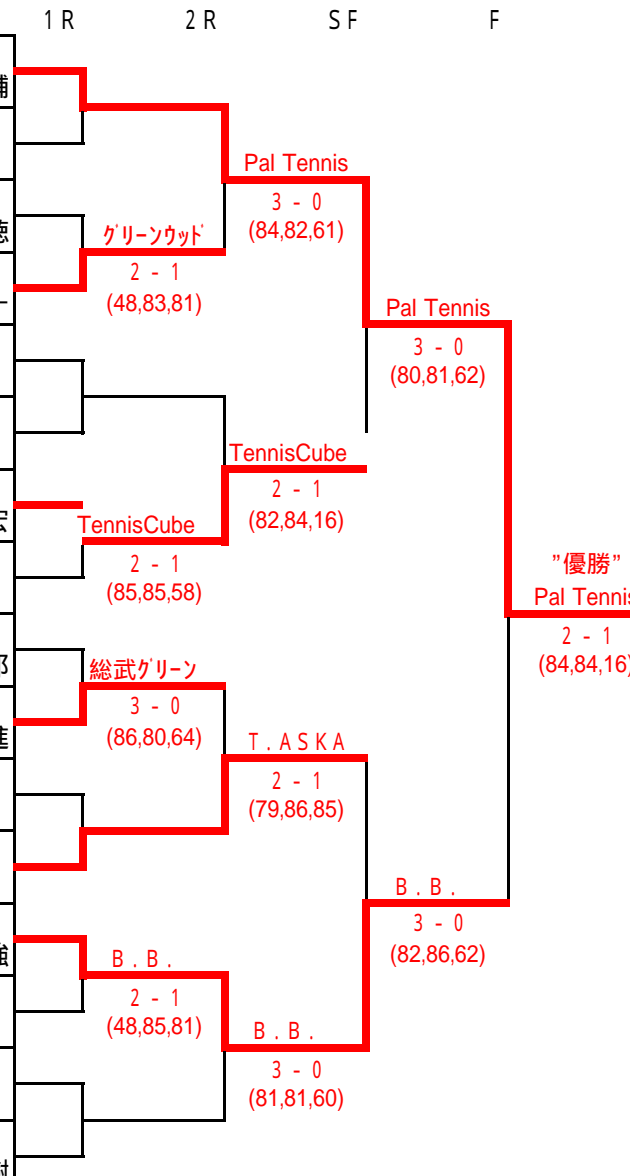 1R 2R SF F
Pal Tennis
3 - 0
(84,82,61)
グリーンウッド
2 - 1
(48,83,81)
Pal Tennis
3 - 0
(80,81,62)
TennisCube
2 - 1
(82,84,16)
TennisCube
2 - 1
(85,85,58)
"優勝"
Pal Tennis
2 - 1
(84,84,16)
総武グリーン
3 - 0
(86,80,64)
T.ASKA
2 - 1
(79,86,85)
B.B.
3 - 0
(82,86,62)
B.B.
2 - 1
(48,85,81)
B.B.
3 - 0
(81,81,60)